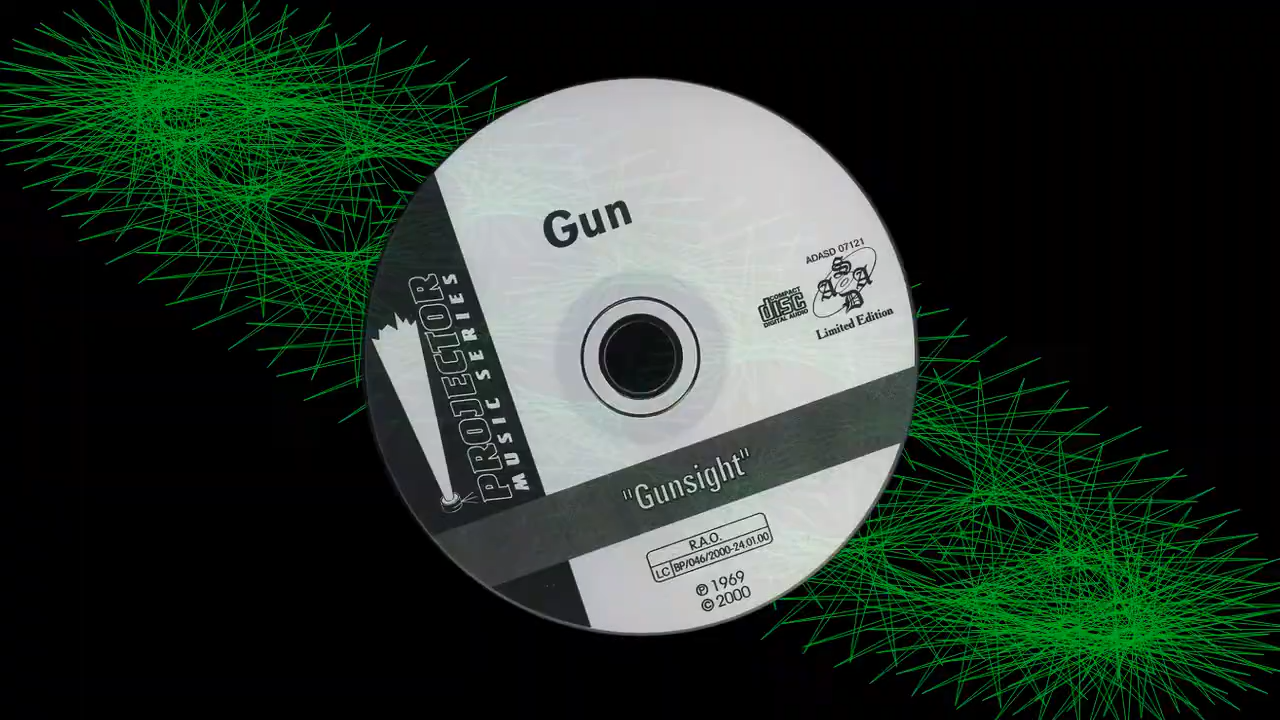 Gun
ADASD 07121
COMPACT
disc
DIGITAL AUDIO
A S A D
Limited Edition
PROJECTOR
MUSIC SERIES
"Gunsight"
R.A.O.
LC BP/046/2000-24.01.00
℗ 1969
© 2000